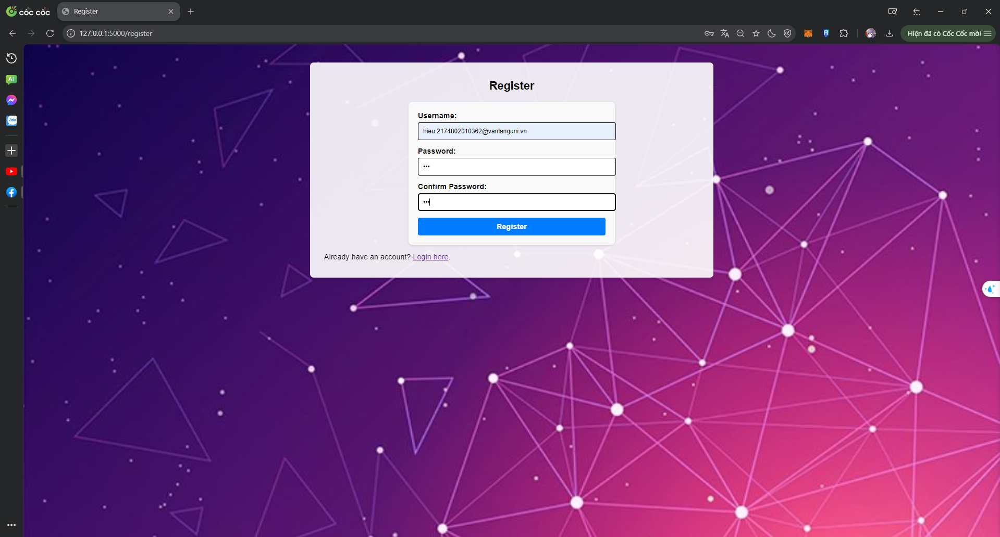 cốc cốc
Register
127.0.0.1:5000/register
Hiện đã có Cốc Cốc mới
AI
Zalo
Register
Username:
hieu.2174802010362@vanlanguni.vn
Password:
•••
Confirm Password:
•••
Register
Already have an account? Login here.